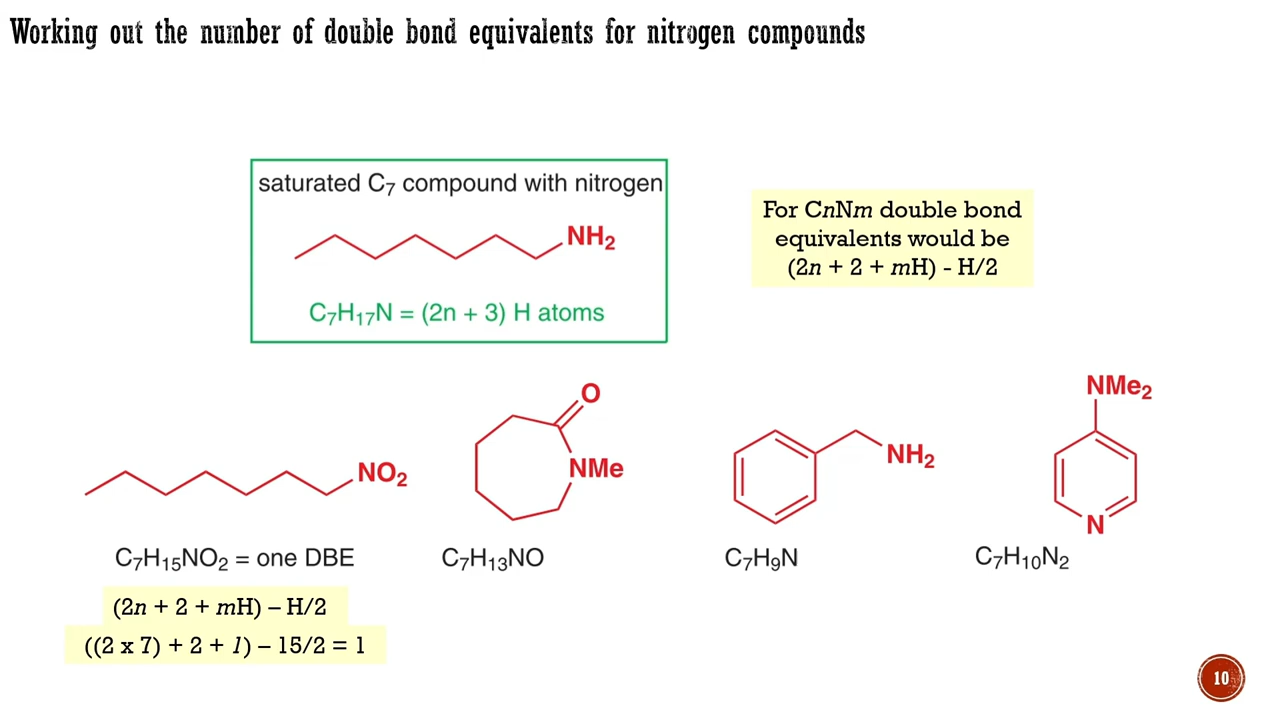 Working out the number of double bond equivalents for nitrogen compounds
saturated C₇ compound with nitrogen
NH₂
C₇H₁₇N = (2n + 3) H atoms
For CnNm double bond
equivalents would be
(2n + 2 + mH) - H/2
NO₂
C₇H₁₅NO₂ = one DBE
(2n + 2 + mH) – H/2
((2 x 7) + 2 + 1) – 15/2 = 1
O
NMe
C₇H₁₃NO
NH₂
C₇H₉N
NMe₂
N
C₇H₁₀N₂
10